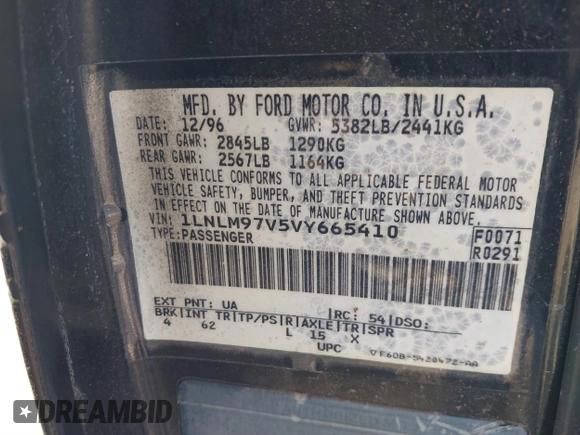 MFD. BY FORD MOTOR CO. IN U.S.A.
DATE: 12/96 GVWR: 5382LB/2441KG
FRONT GAWR: 2845LB 1290KG
REAR GAWR: 2567LB 1164KG
THIS VEHICLE CONFORMS TO ALL APPLICABLE FEDERAL MOTOR
VEHICLE SAFETY, BUMPER, AND THEFT PREVENTION STANDARDS
IN EFFECT ON THE DATE OF MANUFACTURE SHOWN ABOVE.
VIN: 1LNLM97V5VY665410 F0071
TYPE: PASSENGER R0291
EXT PNT: UA RC: 54 DSO:
BRK INT TR TP/PS R AXLE TR SPR
4 62 L 15 X
UPC
DREAMBID